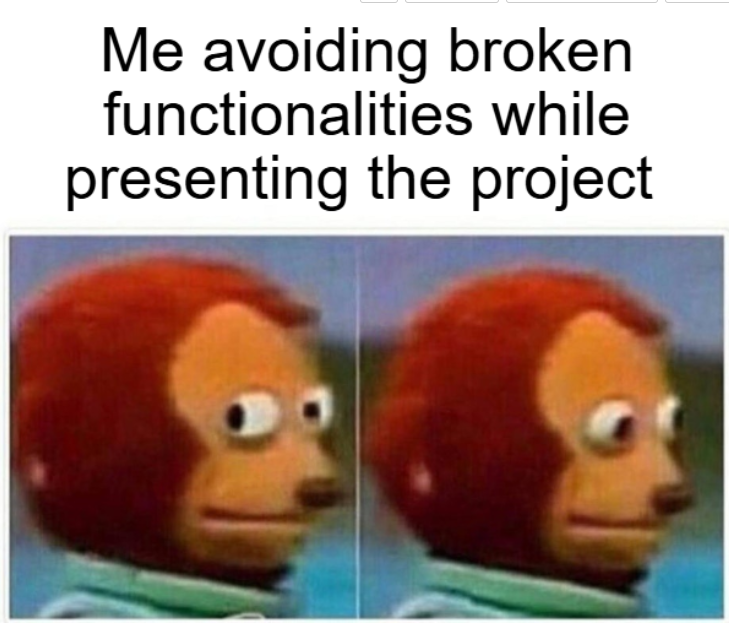 Me avoiding broken
functionalities while
presenting the project